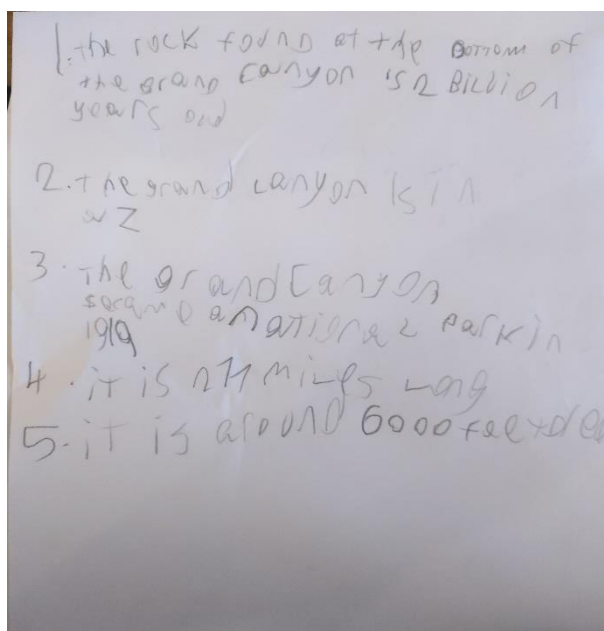 1. the rock found at the Bottom of
the grand Canyon is 2 Billion
years old
2. the grand canyon is in
az
3. The grand Canyon
became a national park in
1919
4. it is 277 miles Long
5. it is around 6000 feet